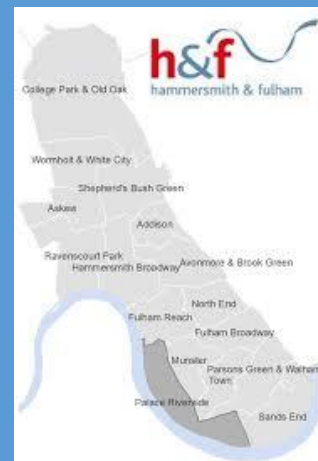 h&f
hammersmith & fulham
College Park & Old Oak
Wormholt & White City
Shepherd's Bush Green
Askew
Addison
Ravenscourt Park
Avonmore & Brook Green
Hammersmith Broadway
North End
Fulham Reach
Fulham Broadway
Munster
Parsons Green & Walham
Town
Palace Riverside
Sands End